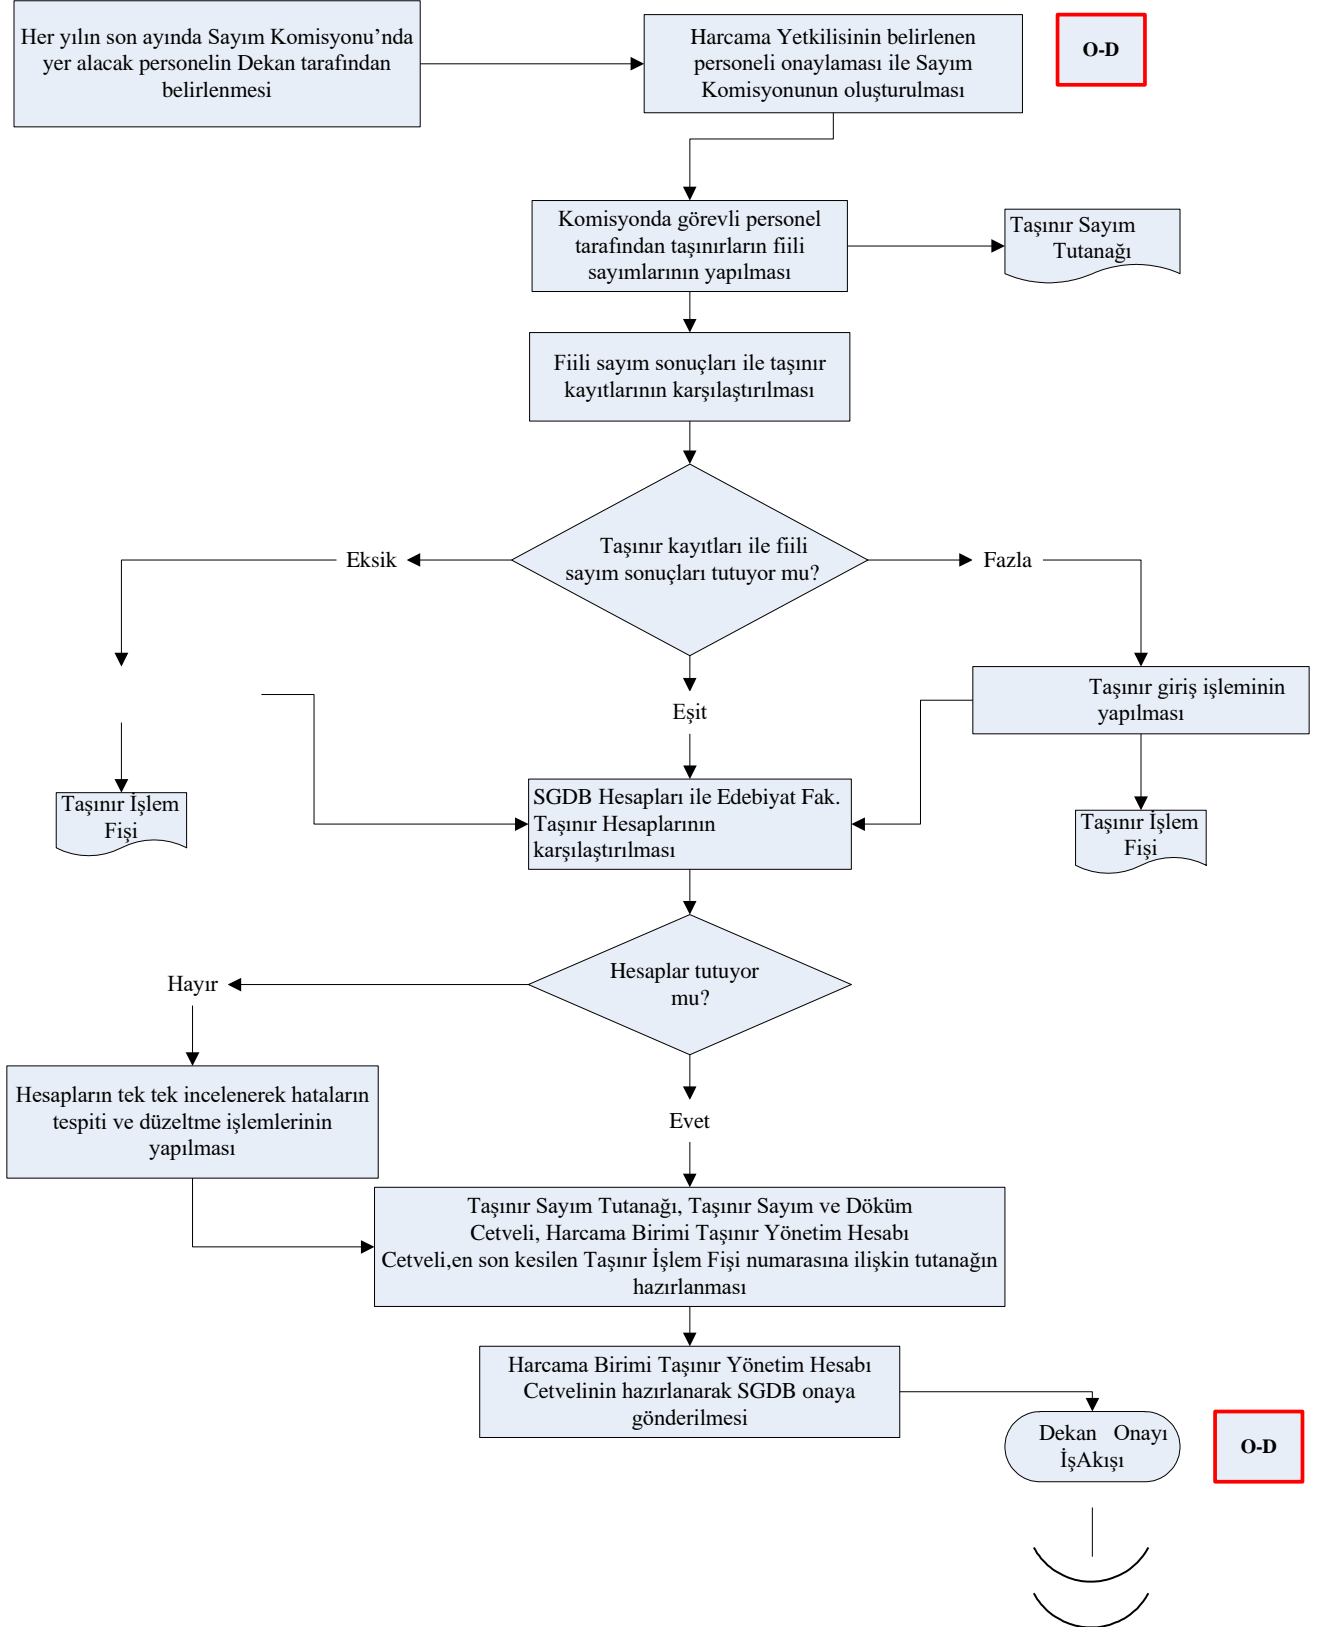 Her yılın son ayında Sayım Komisyonu’nda
yer alacak personelin Dekan tarafından
belirlenmesi
Harcama Yetkilisinin belirlenen
personeli onaylaması ile Sayım
Komisyonunun oluşturulması
O-D
Komisyonda görevli personel
tarafından taşınırların fiili
sayımlarının yapılması
Taşınır Sayım
Tutanağı
Fiili sayım sonuçları ile taşınır
kayıtlarının karşılaştırılması
Taşınır kayıtları ile fiili
sayım sonuçları tutuyor mu?
Eksik
Fazla
Eşit
Taşınır giriş işleminin
yapılması
Taşınır İşlem
Fişi
SGDB Hesapları ile Edebiyat Fak.
Taşınır Hesaplarının
karşılaştırılması
Taşınır İşlem
Fişi
Hesaplar tutuyor
mu?
Hayır
Evet
Hesapların tek tek incelenerek hataların
tespiti ve düzeltme işlemlerinin
yapılması
Taşınır Sayım Tutanağı, Taşınır Sayım ve Döküm
Cetveli, Harcama Birimi Taşınır Yönetim Hesabı
Cetveli,en son kesilen Taşınır İşlem Fişi numarasına ilişkin tutanağın
hazırlanması
Harcama Birimi Taşınır Yönetim Hesabı
Cetvelinin hazırlanarak SGDB onaya
gönderilmesi
Dekan Onayı
İşAkışı
O-D